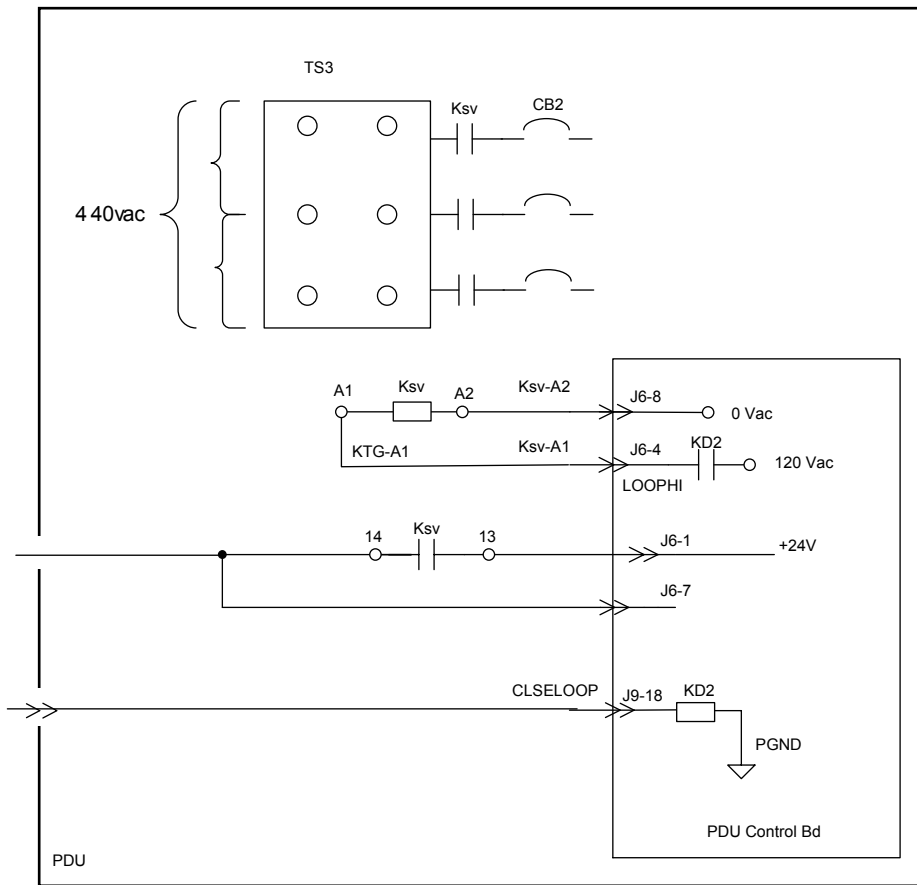 TS3
Ksv
CB2
4 40vac
A1
Ksv
A2
Ksv-A2
J6-8
0 Vac
KTG-A1
Ksv-A1
J6-4
KD2
120 Vac
LOOPHI
14
Ksv
13
J6-1
+24V
J6-7
CLSELOOP
J9-18
KD2
PGND
PDU Control Bd
PDU